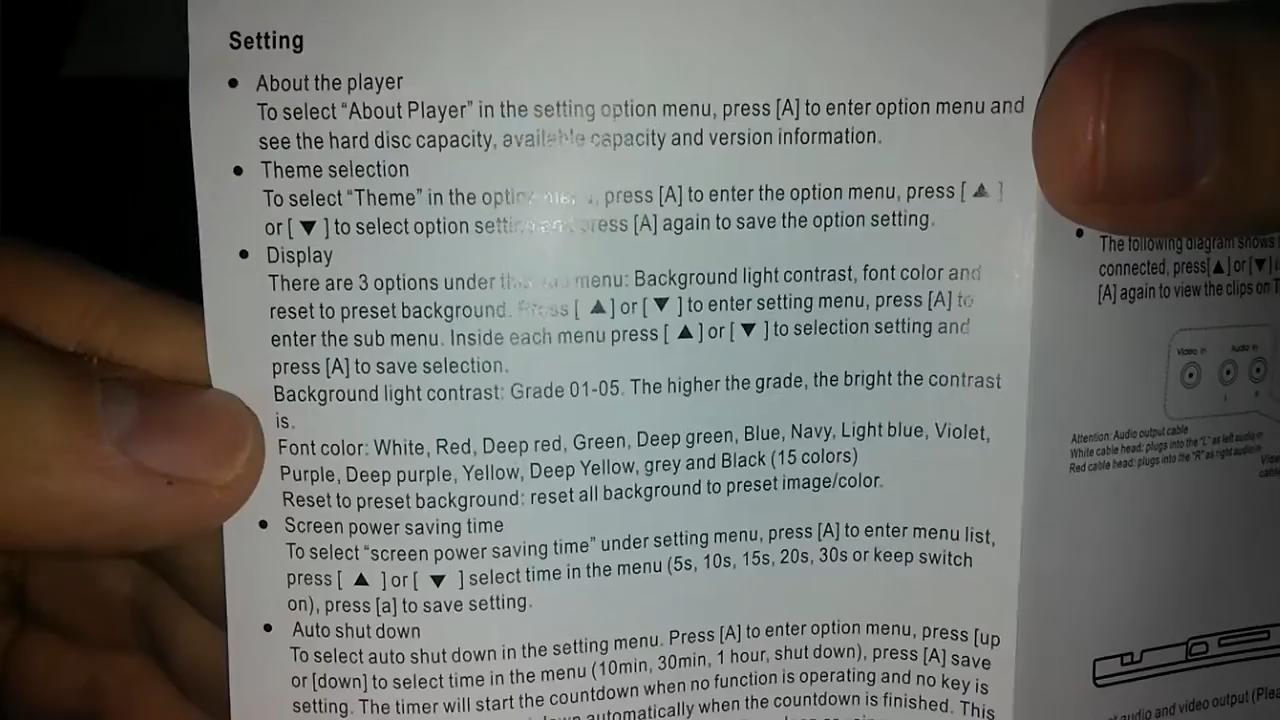 Setting
● About the player
To select “About Player” in the setting option menu, press [A] to enter option menu and
see the hard disc capacity, available capacity and version information.
● Theme selection
To select “Theme” in the option menu, press [A] to enter the option menu, press [ ▲ ]
or [ ▼ ] to select option setting and press [A] again to save the option setting.
● Display
There are 3 options under this menu: Background light contrast, font color and
reset to preset background. Press [ ▲ ] or [ ▼ ] to enter setting menu, press [A] to
enter the sub menu. Inside each menu press [ ▲ ] or [ ▼ ] to selection setting and
press [A] to save selection.
Background light contrast: Grade 01-05. The higher the grade, the bright the contrast
is.
Font color: White, Red, Deep red, Green, Deep green, Blue, Navy, Light blue, Violet,
Purple, Deep purple, Yellow, Deep Yellow, grey and Black (15 colors)
Reset to preset background: reset all background to preset image/color.
● Screen power saving time
To select “screen power saving time” under setting menu, press [A] to enter menu list,
press [ ▲ ] or [ ▼ ] select time in the menu (5s, 10s, 15s, 20s, 30s or keep switch
on), press [a] to save setting.
● Auto shut down
To select auto shut down in the setting menu. Press [A] to enter option menu, press [up
or [down] to select time in the menu (10min, 30min, 1 hour, shut down), press [A] save
setting. The timer will start the countdown when no function is operating and no key is
automatically when the countdown is finished. This
● The following diagram shows
connected, press[▲] or [▼]
[A] again to view the clips on
Video in Audio in
Attention: Audio output cable
White cable head: plugs into the "L" as left audio in
Red cable head: plugs into the "R" as right audio in
audio and video output